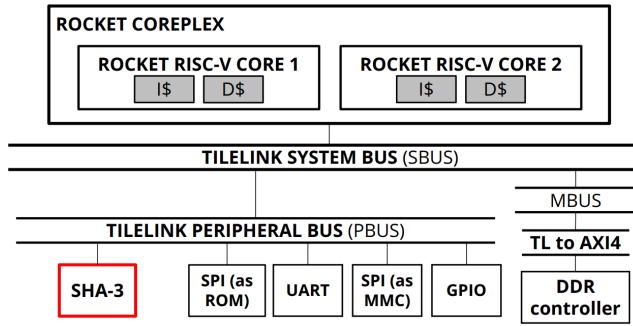 ROCKET COREPLEX
ROCKET RISC-V CORE 1
I$ D$
ROCKET RISC-V CORE 2
I$ D$
TILELINK SYSTEM BUS (SBUS)
MBUS
TILELINK PERIPHERAL BUS (PBUS)
TL to AXI4
SHA-3
SPI (as
ROM)
UART
SPI (as
MMC)
GPIO
DDR
controller